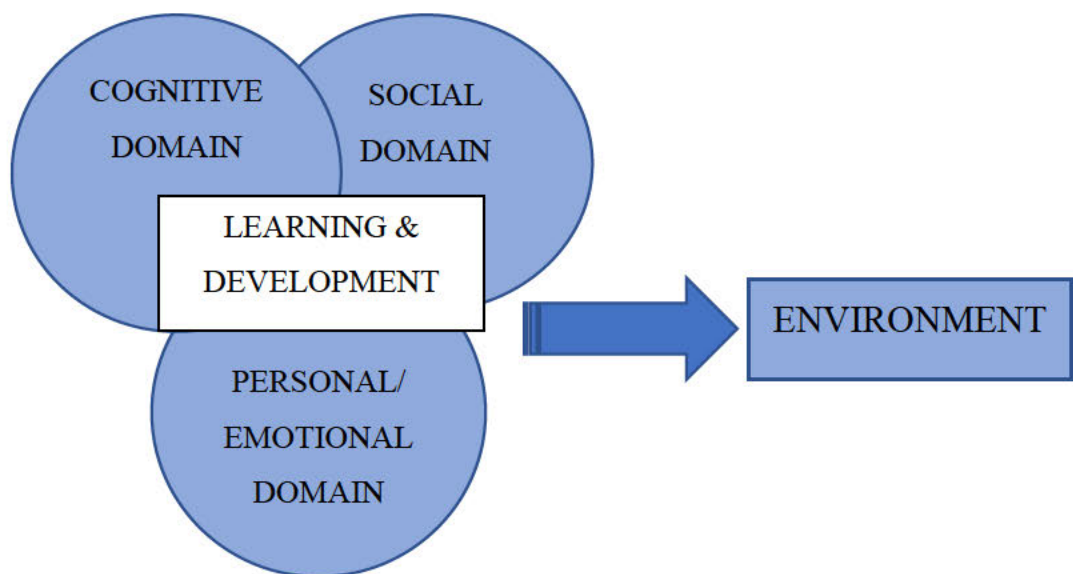 COGNITIVE
DOMAIN
SOCIAL
DOMAIN
LEARNING &
DEVELOPMENT
PERSONAL/
EMOTIONAL
DOMAIN
ENVIRONMENT